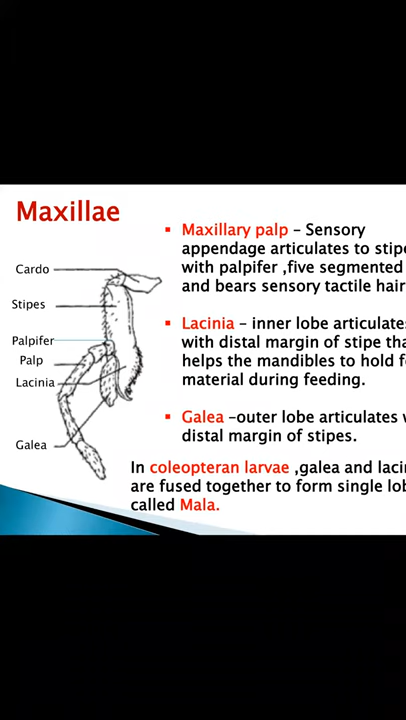 Maxillae
Maxillary palp – Sensory
appendage articulates to
with palpifer ,five segmented
and bears sensory tactile hair
Lacinia – inner lobe
with distal margin of stipe
helps the mandibles to hold
material during feeding.
Galea –outer lobe articulates
distal margin of stipes.
In coleopteran larvae ,galea and
are fused together to form single
called Mala.
Cardo
Stipes
Palpifer
Palp
Lacinia
Galea